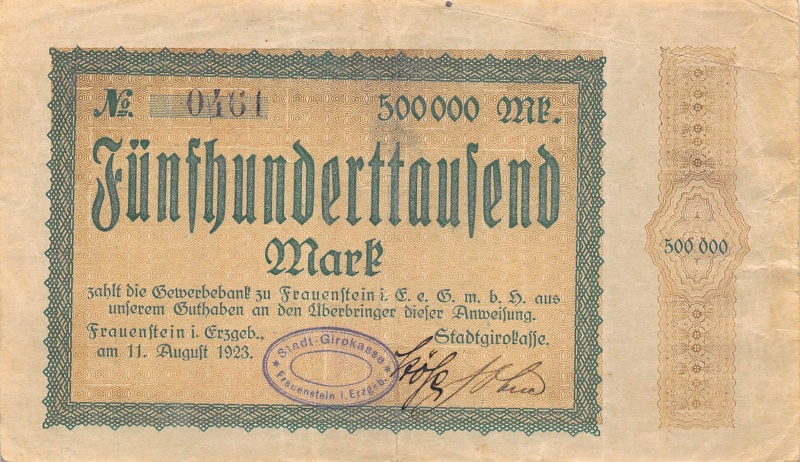 No. 0461 500000 Mk.
Fünfhunderttausend
Mark
zahlt die Gewerbebank zu Frauenstein i. E. e. G. m. b. H. aus
unserem Guthaben an den Überbringer dieser Anweisung.
Frauenstein i. Erzgeb., Stadtgirokasse.
am 11. August 1923.
Stadt-Girokasse
Frauenstein i. Erzgeb.
500 000